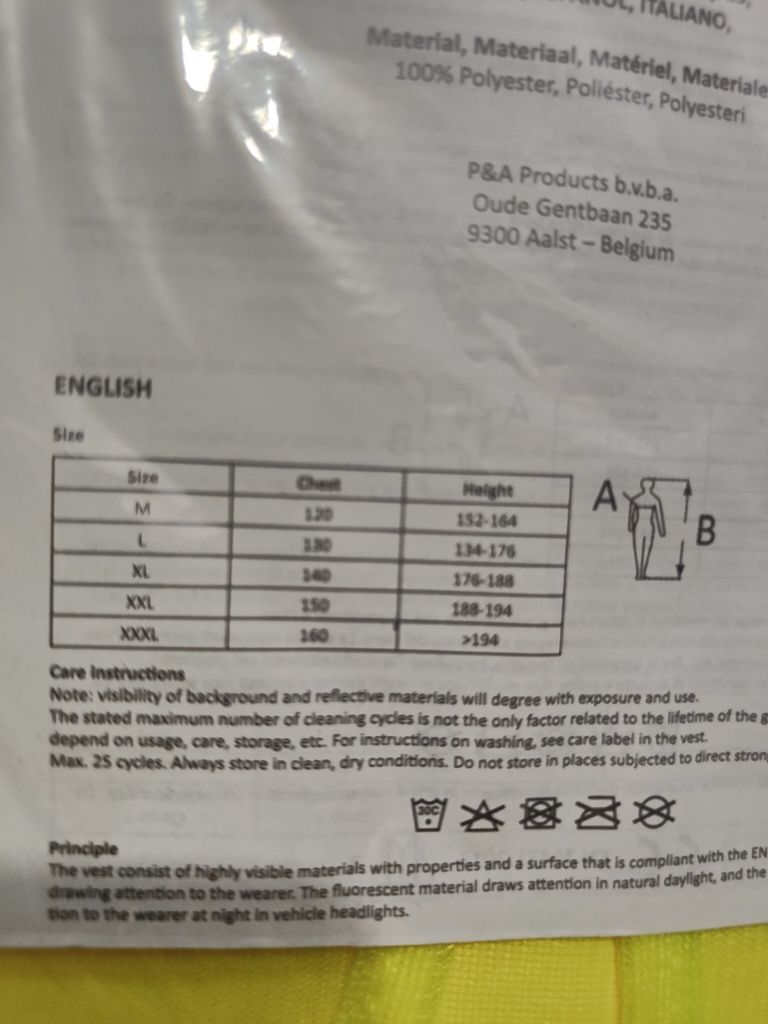 ITALIANO,
Material, Materiaal, Matériel, Materiale
100% Polyester, Poliéster, Polyesteri
P&A Products b.v.b.a.
Oude Gentbaan 235
9300 Aalst – Belgium
ENGLISH
Size
Size Chest Height
M 120 152-164
L 130 134-176
XL 140 176-188
XXL 150 188-194
XXXL 160 >194
A
B
Care Instructions
Note: visibility of background and reflective materials will degree with exposure and use.
The stated maximum number of cleaning cycles is not the only factor related to the lifetime of the
depend on usage, care, storage, etc. For instructions on washing, see care label in the vest.
Max. 25 cycles. Always store in clean, dry conditions. Do not store in places subjected to direct
30C
Principle
The vest consist of highly visible materials with properties and a surface that is compliant with the EN
drawing attention to the wearer. The fluorescent material draws attention in natural daylight, and the
tion to the wearer at night in vehicle headlights.